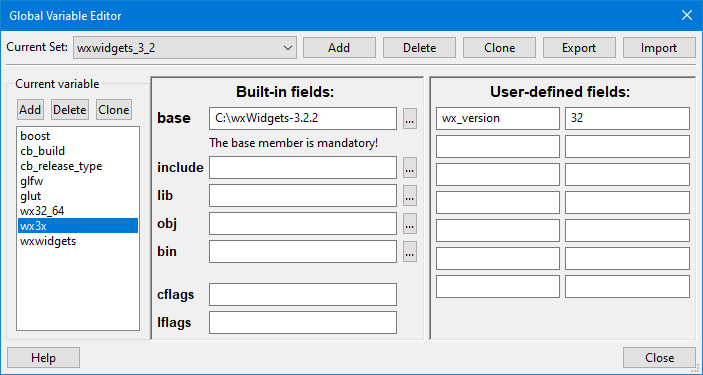 Global Variable Editor
Current Set: wxwidgets_3_2 Add Delete Clone Export Import
Current variable
Add Delete Clone
boost
cb_build
cb_release_type
glfw
glut
wx32_64
wx3x
wxwidgets
Built-in fields:
base C:\wxWidgets-3.2.2 ...
The base member is mandatory!
include ...
lib ...
obj ...
bin ...
cflags
lflags
User-defined fields:
wx_version 32
Help Close